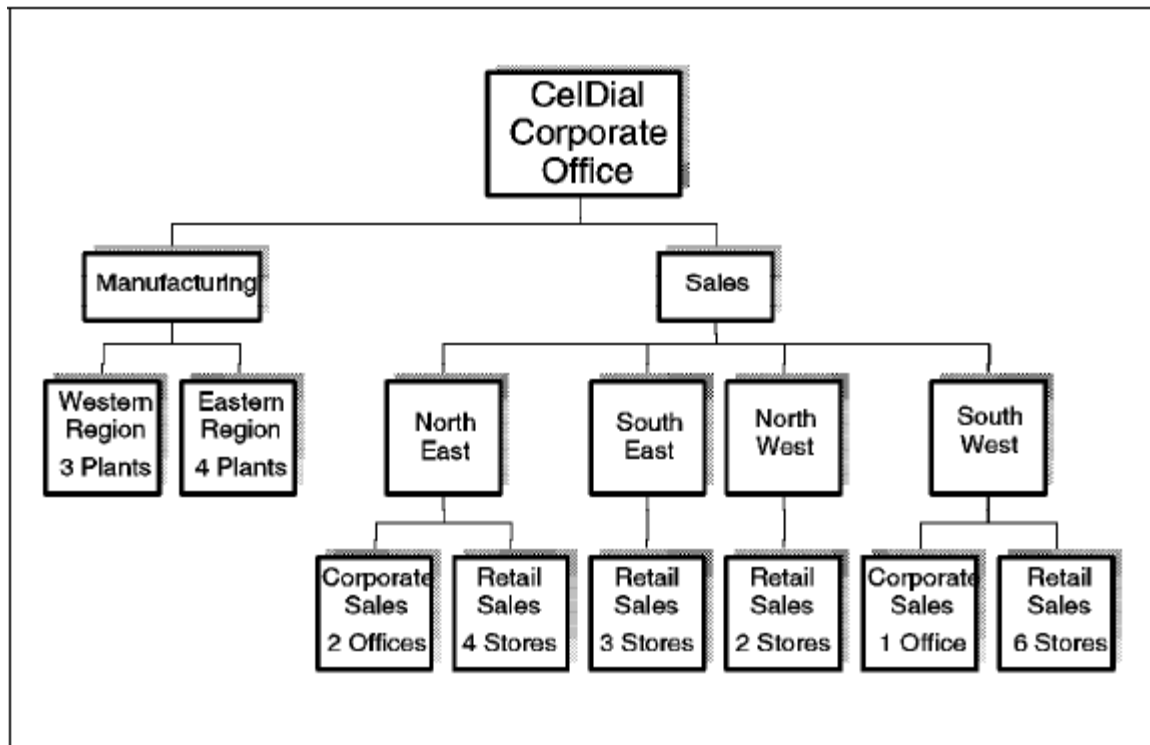 CelDial
Corporate
Office
Manufacturing
Sales
Western
Region
3 Plants
Eastern
Region
4 Plants
North
East
South
East
North
West
South
West
Corporate
Sales
2 Offices
Retail
Sales
4 Stores
Retail
Sales
3 Stores
Retail
Sales
2 Stores
Corporate
Sales
1 Office
Retail
Sales
6 Stores